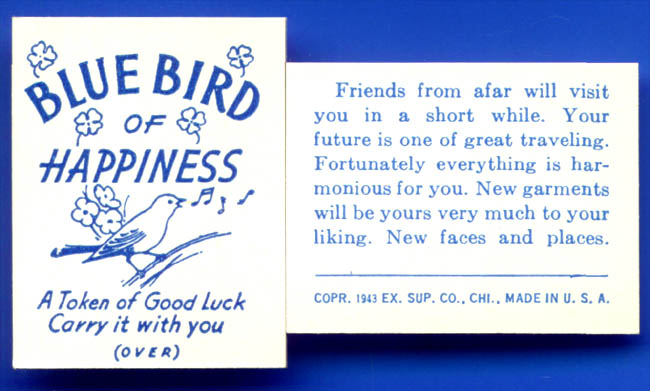 BLUE BIRD
OF
HAPPINESS
A Token of Good Luck
Carry it with you
(OVER)
Friends from afar will visit
you in a short while. Your
future is one of great traveling.
Fortunately everything is har-
monious for you. New garments
will be yours very much to your
liking. New faces and places.
COPR. 1943 EX. SUP. CO., CHI., MADE IN U. S. A.